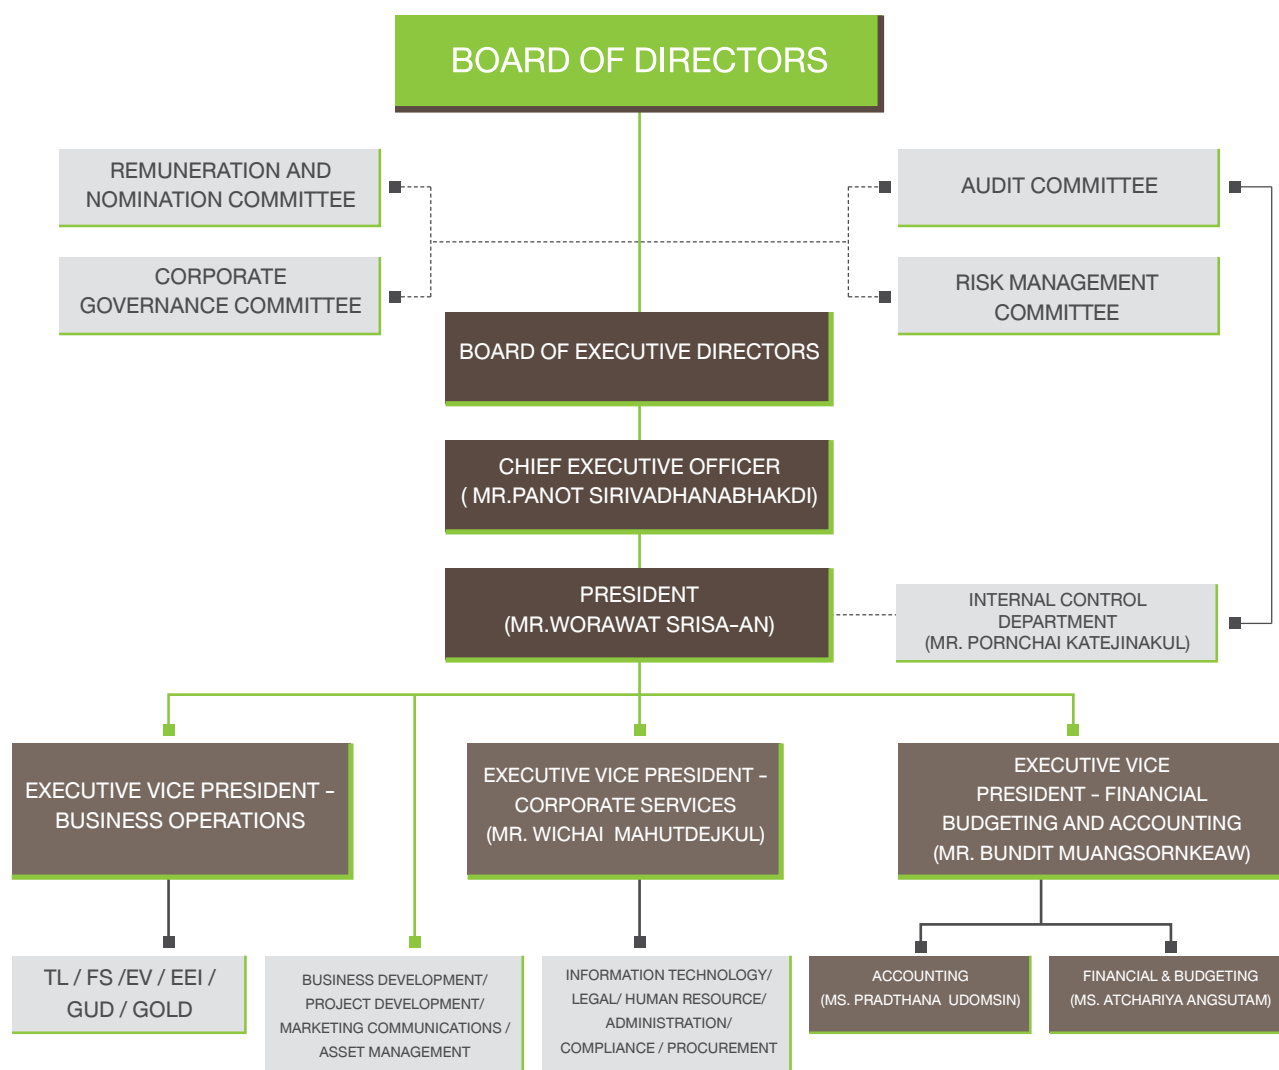 BOARD OF DIRECTORS
REMUNERATION AND
NOMINATION COMMITTEE
AUDIT COMMITTEE
CORPORATE
GOVERNANCE COMMITTEE
RISK MANAGEMENT
COMMITTEE
BOARD OF EXECUTIVE DIRECTORS
CHIEF EXECUTIVE OFFICER
( MR.PANOT SIRIVADHANABHAKDI)
PRESIDENT
(MR.WORAWAT SRISA-AN)
INTERNAL CONTROL
DEPARTMENT
(MR. PORNCHAI KATEJINAKUL)
EXECUTIVE VICE PRESIDENT -
BUSINESS OPERATIONS
EXECUTIVE VICE PRESIDENT -
CORPORATE SERVICES
(MR. WICHAI  MAHUTDEJKUL)
EXECUTIVE VICE
PRESIDENT - FINANCIAL
BUDGETING AND ACCOUNTING
(MR. BUNDIT MUANGSORNKEAW)
TL / FS /EV / EEI /
GUD / GOLD
BUSINESS DEVELOPMENT/
PROJECT DEVELOPMENT/
MARKETING COMMUNICATIONS /
ASSET MANAGEMENT
INFORMATION TECHNOLOGY/
LEGAL/ HUMAN RESOURCE/
ADMINISTRATION/
COMPLIANCE / PROCUREMENT
ACCOUNTING
(MS. PRADTHANA  UDOMSIN)
FINANCIAL & BUDGETING
(MS. ATCHARIYA ANGSUTAM)